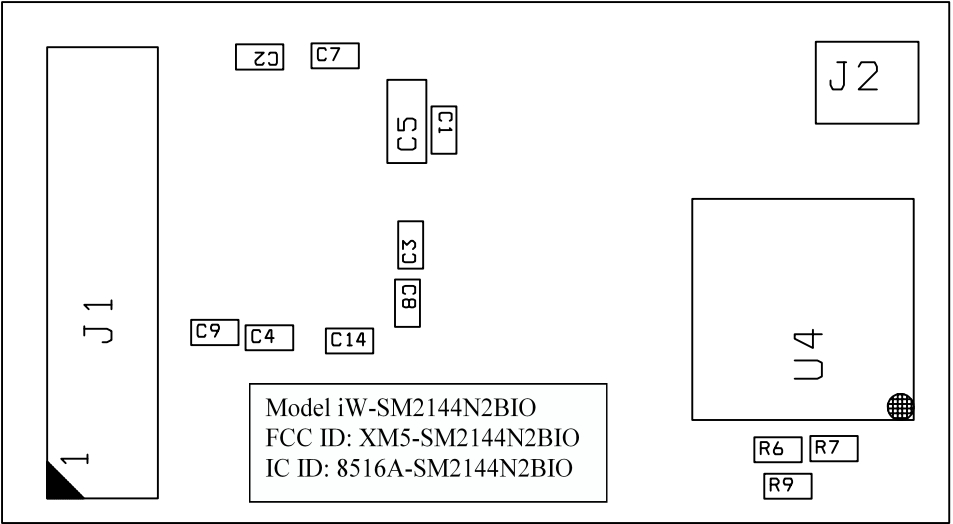 C2
C7
J2
C5
C1
C3
C8
J1
C9
C4
C14
U4
Model iW-SM2144N2BIO
FCC ID: XM5-SM2144N2BIO
IC ID: 8516A-SM2144N2BIO
1
R6
R7
R9